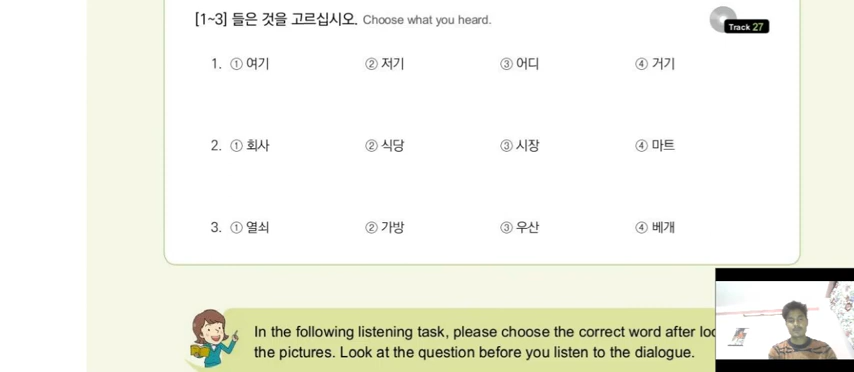 [1~3] 들은 것을 고르십시오. Choose what you heard.
Track 27
1. ① 여기 ② 저기 ③ 어디 ④ 거기
2. ① 회사 ② 식당 ③ 시장 ④ 마트
3. ① 열쇠 ② 가방 ③ 우산 ④ 베개
In the following listening task, please choose the correct word after
the pictures. Look at the question before you listen to the dialogue.